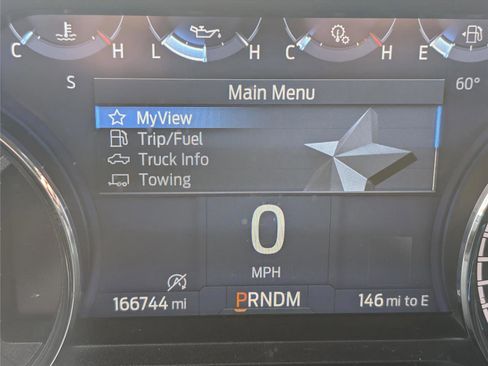 C H L H C H E
S 60°
Main Menu
MyView
Trip/Fuel
Truck Info
Towing
0
MPH
166744 mi PRNDM 146 mi to E